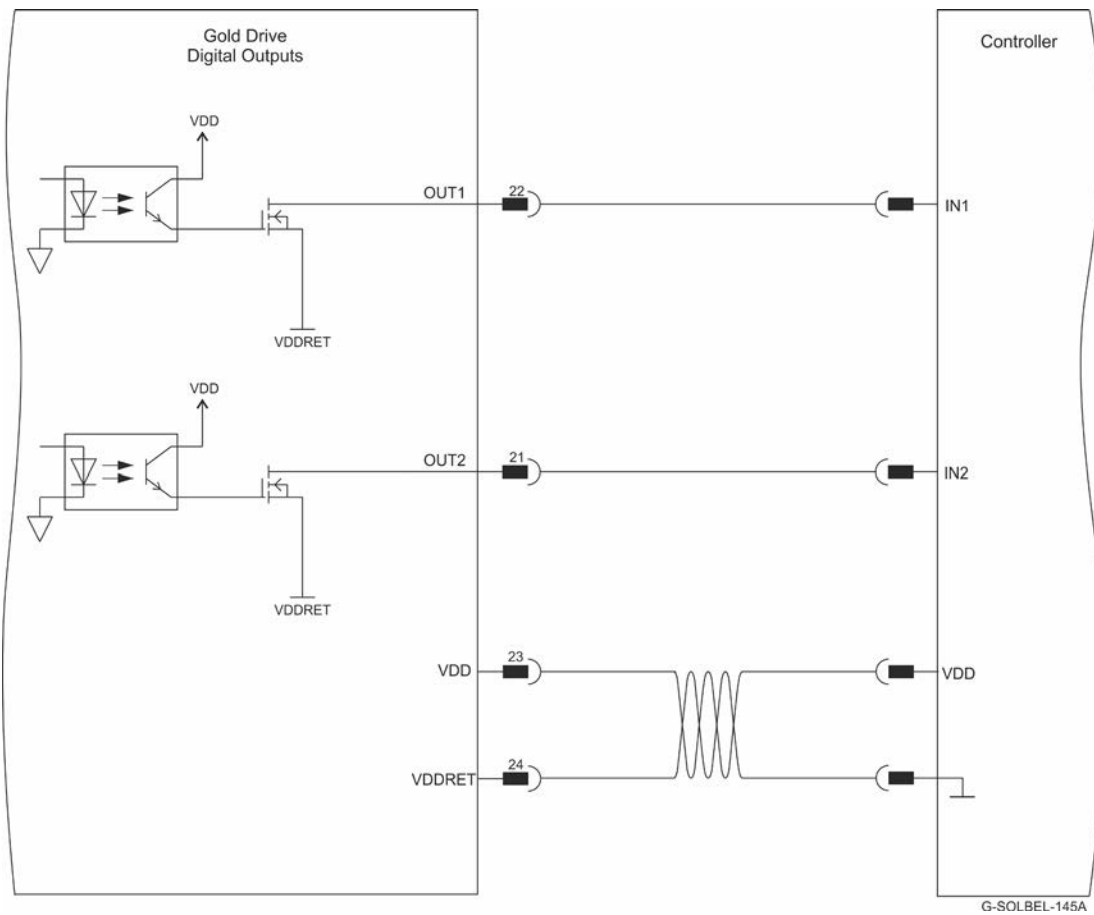 Gold Drive
Digital Outputs
Controller
VDD
OUT1
22
IN1
VDDRET
VDD
OUT2
21
IN2
VDDRET
VDD
23
VDD
VDDRET
24
G-SOLBEL-145A